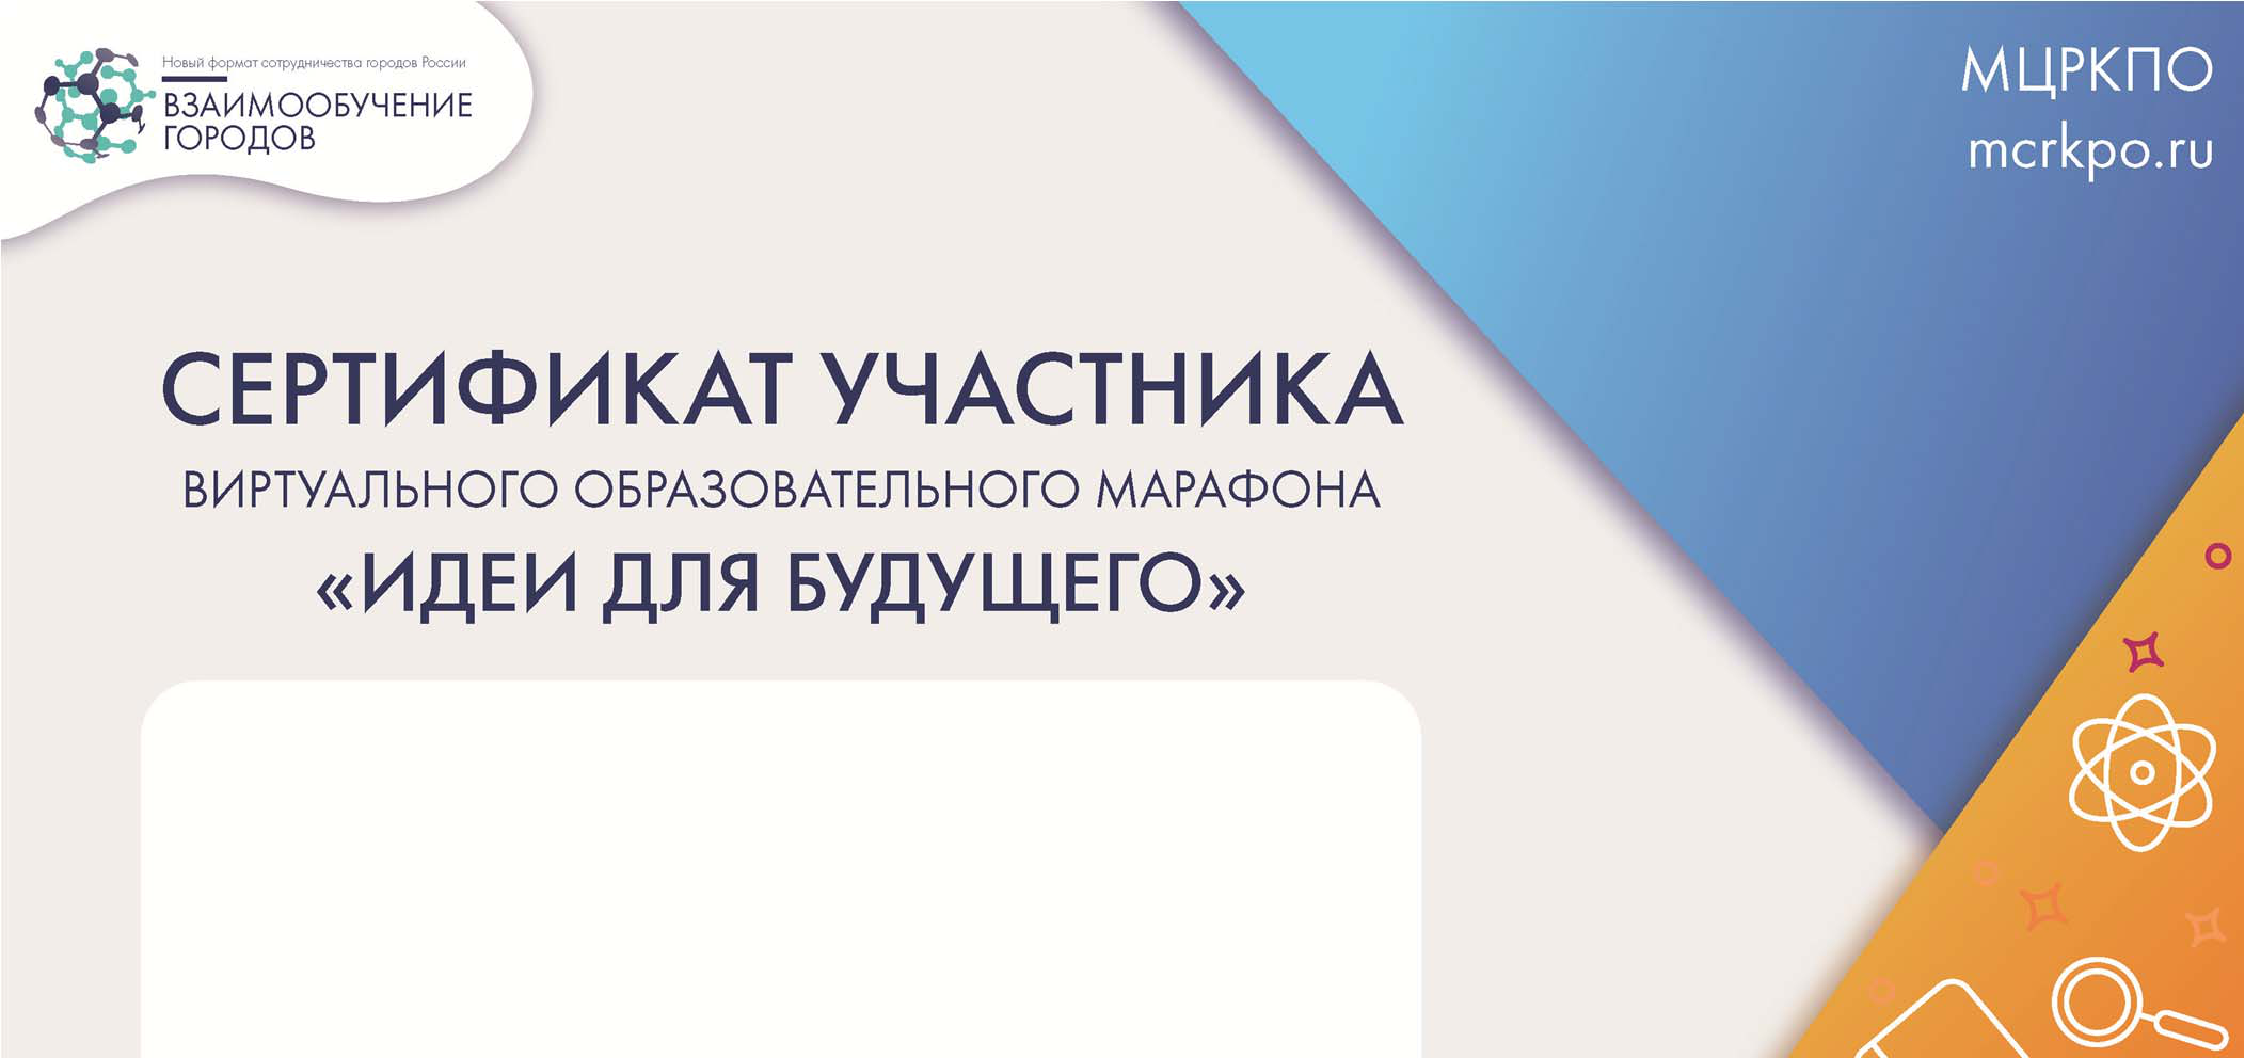 Новый формат сотрудничества городов России
ВЗАИМООБУЧЕНИЕ
ГОРОДОВ
МЦРКПО
mcrkpo.ru
СЕРТИФИКАТ УЧАСТНИКА
ВИРТУАЛЬНОГО ОБРАЗОВАТЕЛЬНОГО МАРАФОНА
«ИДЕИ ДЛЯ БУДУЩЕГО»